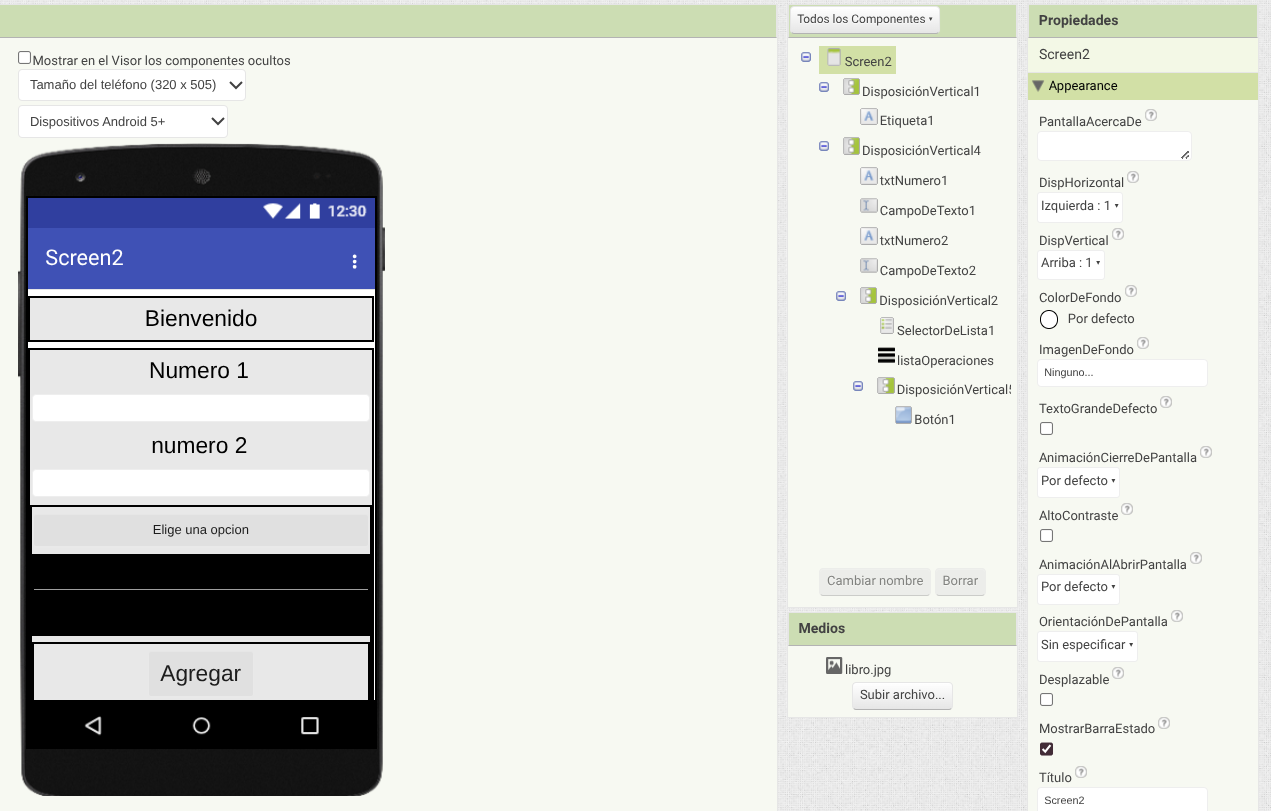 Mostrar en el Visor los componentes ocultos
Tamaño del teléfono (320 x 505)
Dispositivos Android 5+
12:30
Screen2
Bienvenido
Numero 1
numero 2
Elige una opcion
Agregar
Todos los Componentes
Screen2
DisposiciónVertical1
A Etiqueta1
DisposiciónVertical4
A txtNumero1
CampoDeTexto1
A txtNumero2
CampoDeTexto2
DisposiciónVertical2
SelectorDeLista1
listaOperaciones
DisposiciónVertical5
Botón1
Cambiar nombre Borrar
Medios
libro.jpg
Subir archivo...
Propiedades
Screen2
Appearance
PantallaAcercaDe ?
DispHorizontal ?
Izquierda : 1
DispVertical ?
Arriba : 1
ColorDeFondo ?
Por defecto
ImagenDeFondo ?
Ninguno...
TextoGrandeDefecto ?
AnimaciónCierreDePantalla ?
Por defecto
AltoContraste ?
AnimaciónAlAbrirPantalla ?
Por defecto
OrientaciónDePantalla ?
Sin especificar
Desplazable ?
MostrarBarraEstado ?
Título ?
Screen2